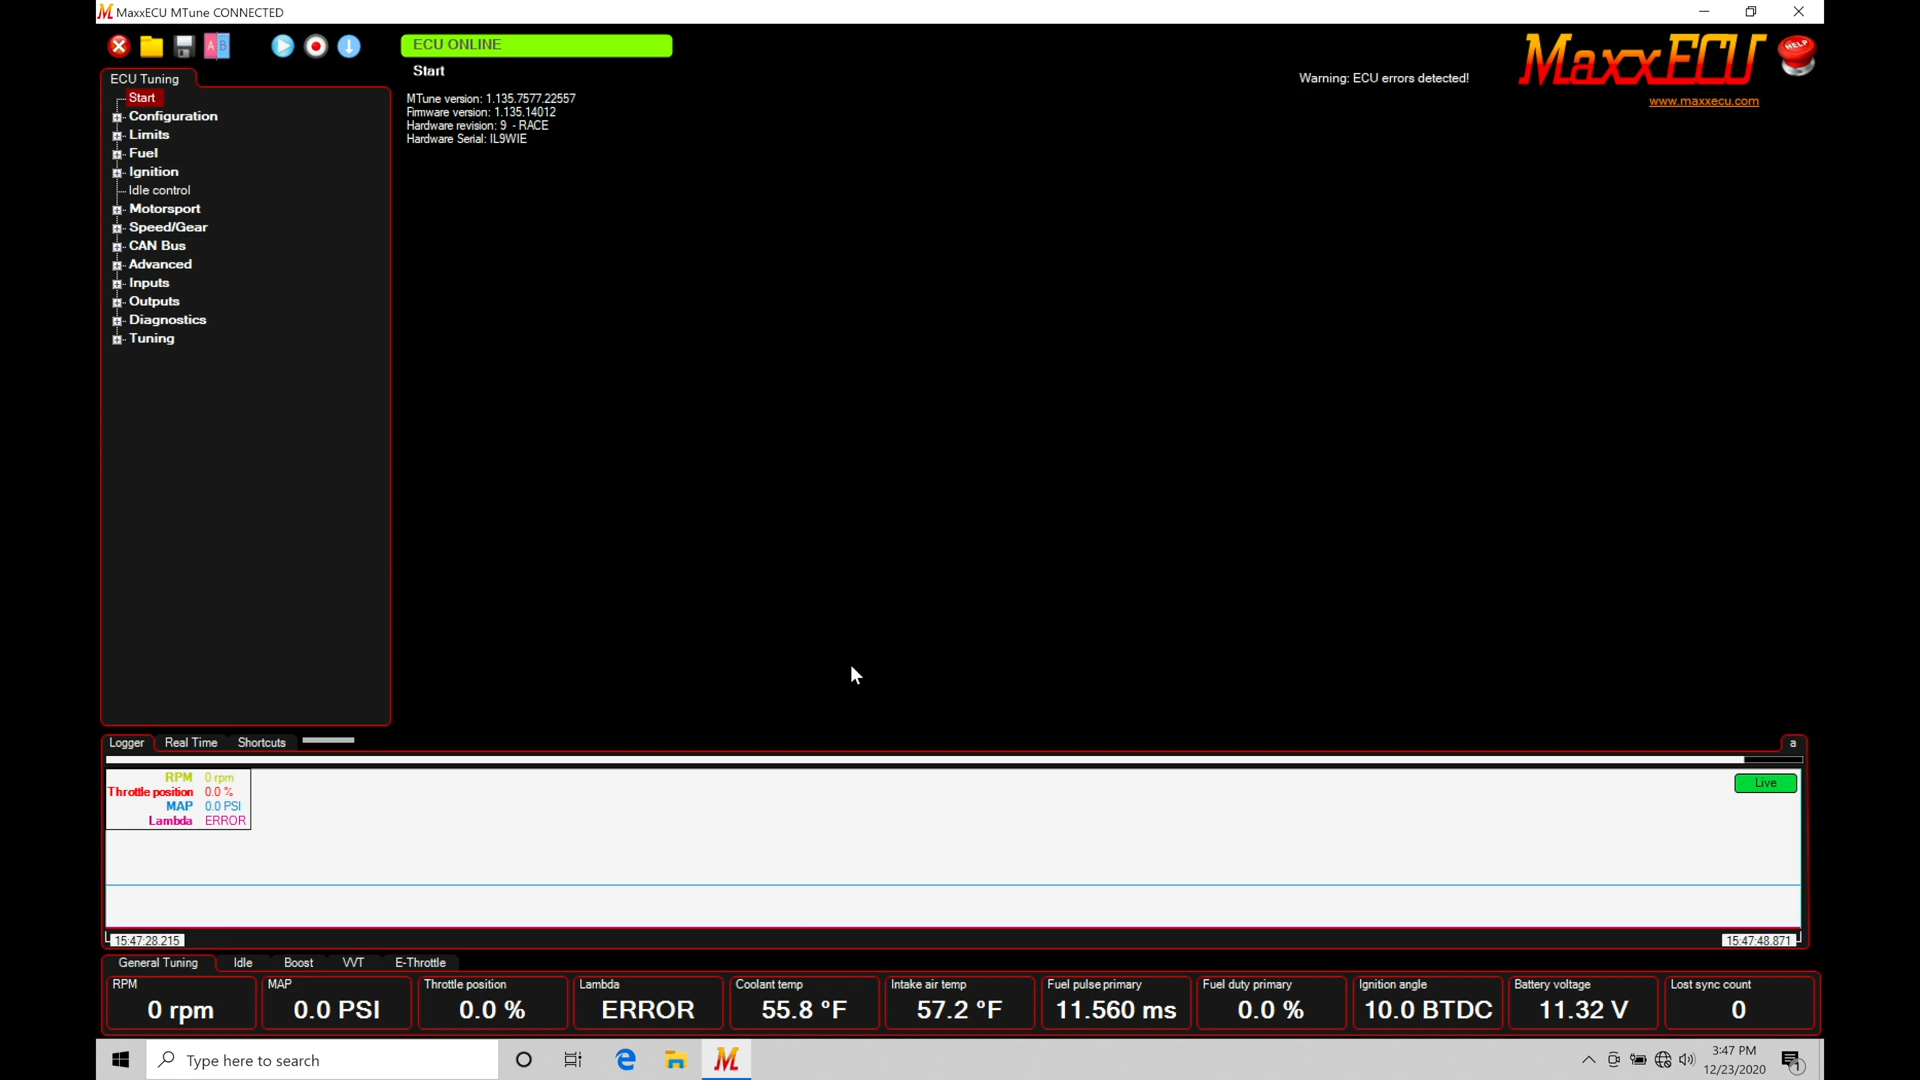 MaxxECU MTune CONNECTED
A B
ECU ONLINE
Start
Warning: ECU errors detected!
MaxxECU
HELP
www.maxxecu.com
MTune version: 1.135.7577.22557
Firmware version: 1.135.14012
Hardware revision: 9 - RACE
Hardware Serial: IL9WIE
ECU Tuning
Start
Configuration
Limits
Fuel
Ignition
Idle control
Motorsport
Speed/Gear
CAN Bus
Advanced
Inputs
Outputs
Diagnostics
Tuning
Logger Real Time Shortcuts a
RPM 0 rpm
Throttle position 0.0 %
MAP 0.0 PSI
Lambda ERROR
Live
15:47:28.215 15:47:48.871
General Tuning Idle Boost VVT E-Throttle
RPM MAP Throttle position Lambda Coolant temp Intake air temp Fuel pulse primary Fuel duty primary Ignition angle Battery voltage Lost sync count
0 rpm 0.0 PSI 0.0 % ERROR 55.8 °F 57.2 °F 11.560 ms 0.0 % 10.0 BTDC 11.32 V 0
Type here to search
3:47 PM
12/23/2020
1